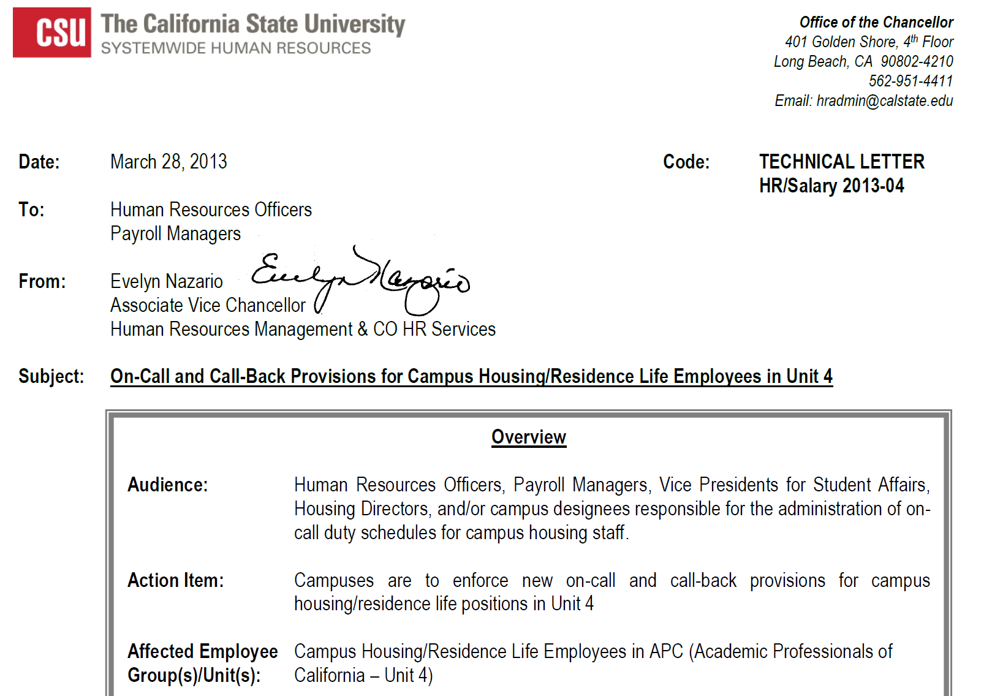 CSU The California State University
SYSTEMWIDE HUMAN RESOURCES
Office of the Chancellor
401 Golden Shore, 4th Floor
Long Beach, CA 90802-4210
562-951-4411
Email: hradmin@calstate.edu
Date: March 28, 2013
Code: TECHNICAL LETTER
HR/Salary 2013-04
To: Human Resources Officers
Payroll Managers
From: Evelyn Nazario
Evelyn Nazario
Associate Vice Chancellor
Human Resources Management & CO HR Services
Subject: On-Call and Call-Back Provisions for Campus Housing/Residence Life Employees in Unit 4
Overview
Audience: Human Resources Officers, Payroll Managers, Vice Presidents for Student Affairs,
Housing Directors, and/or campus designees responsible for the administration of on-
call duty schedules for campus housing staff.
Action Item: Campuses are to enforce new on-call and call-back provisions for campus
housing/residence life positions in Unit 4
Affected Employee Campus Housing/Residence Life Employees in APC (Academic Professionals of
Group(s)/Unit(s): California – Unit 4)